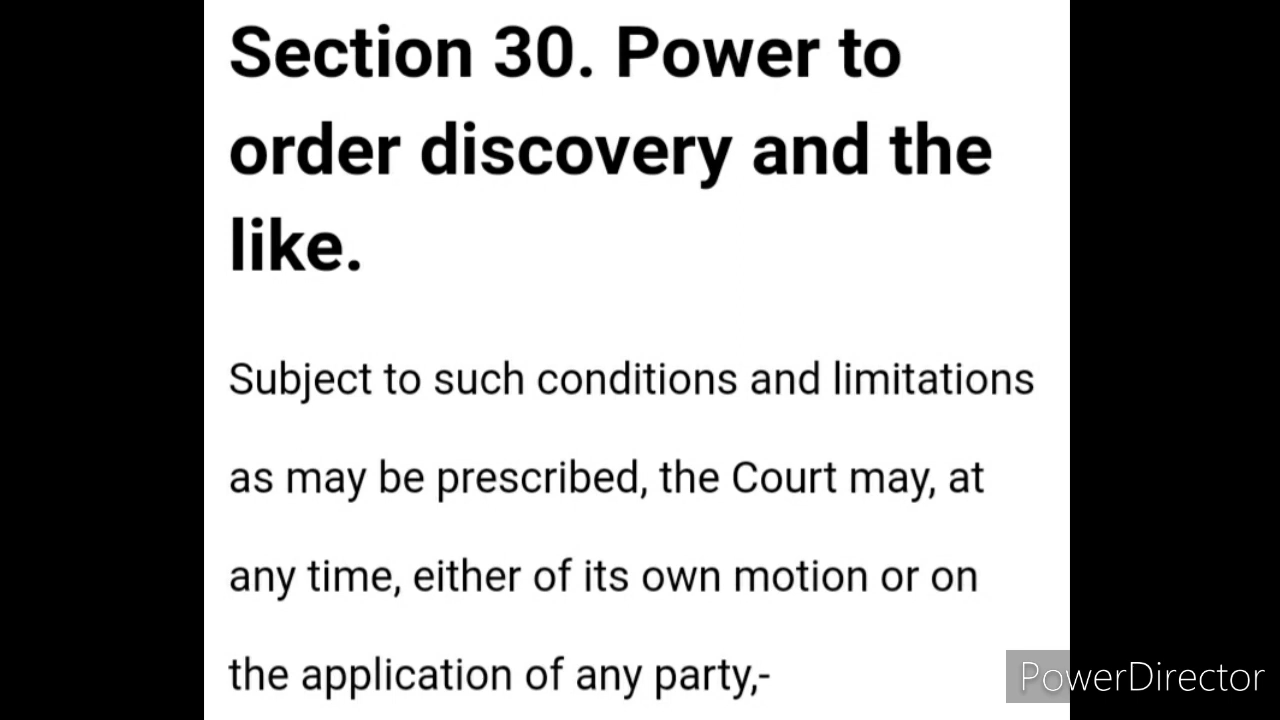 Section 30. Power to
order discovery and the
like.
Subject to such conditions and limitations
as may be prescribed, the Court may, at
any time, either of its own motion or on
the application of any party,-
PowerDirector